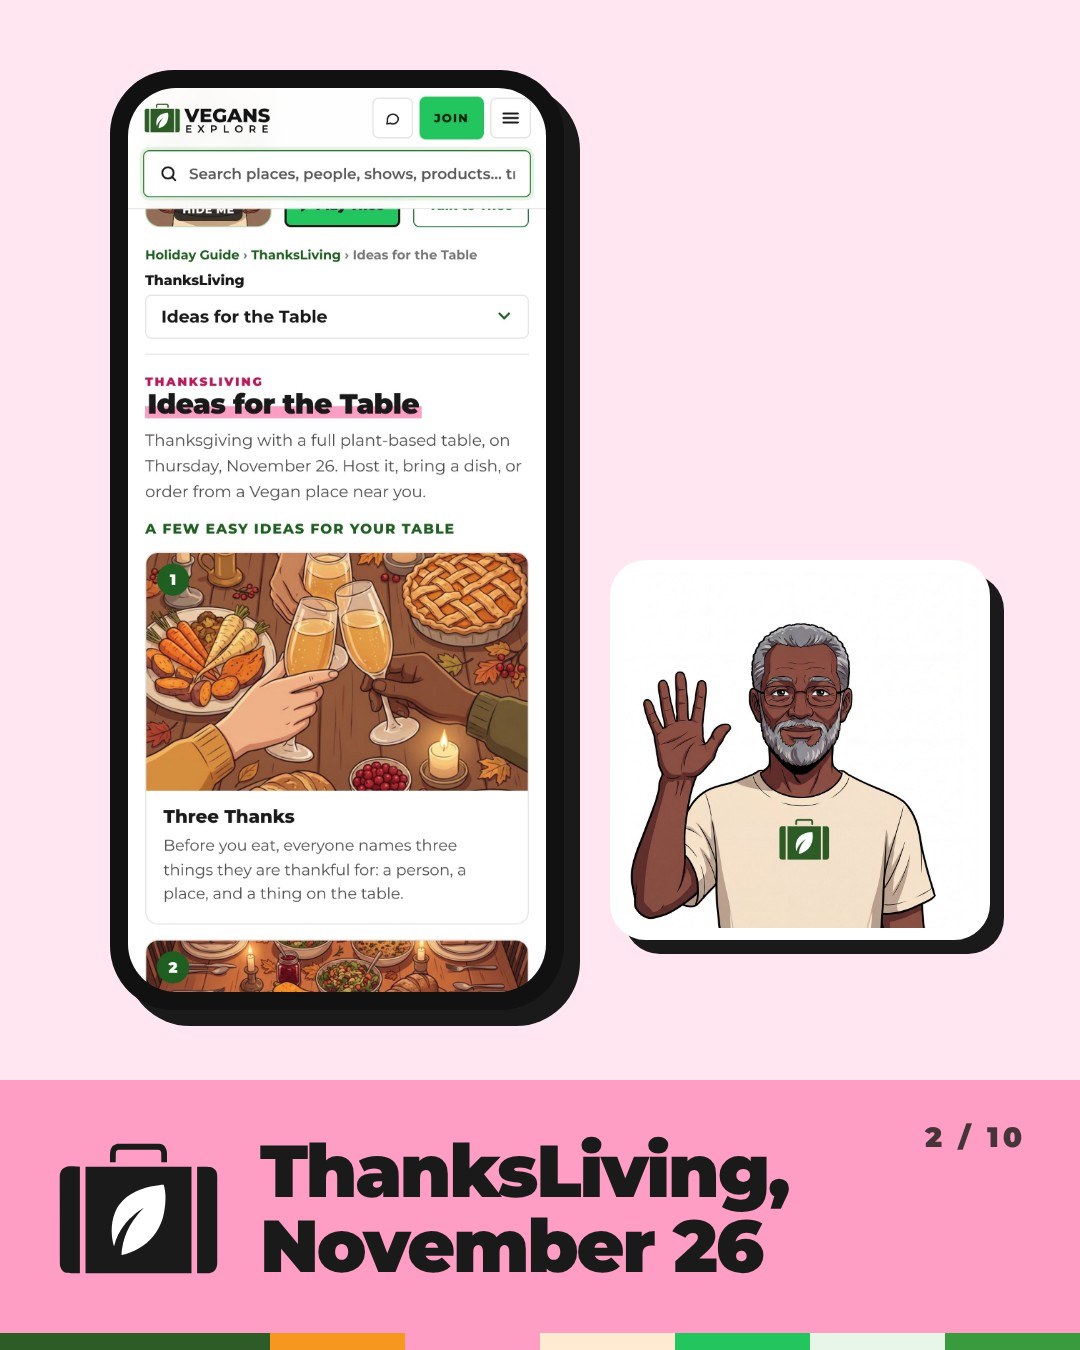 VEGANS
EXPLORE
JOIN
Search places, people, shows, products... tr
HIDE ME
Holiday Guide › ThanksLiving › Ideas for the Table
ThanksLiving
Ideas for the Table
THANKSLIVING
Ideas for the Table
Thanksgiving with a full plant-based table, on
Thursday, November 26. Host it, bring a dish, or
order from a Vegan place near you.
A FEW EASY IDEAS FOR YOUR TABLE
1
Three Thanks
Before you eat, everyone names three
things they are thankful for: a person, a
place, and a thing on the table.
2
2 / 10
ThanksLiving,
November 26